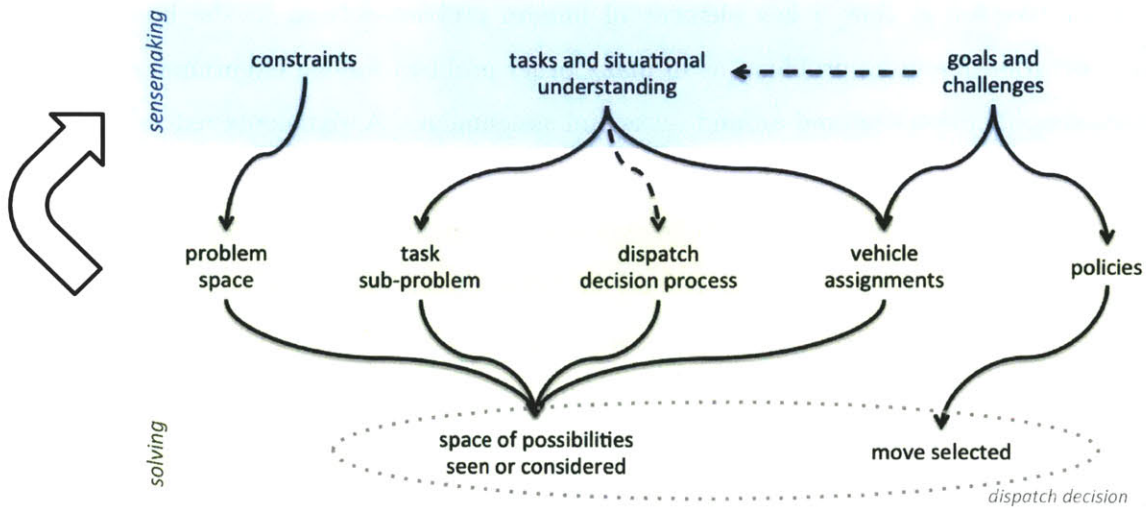 sensemaking
constraints
tasks and situational
understanding
goals and
challenges
problem
space
task
sub-problem
dispatch
decision process
vehicle
assignments
policies
solving
space of possibilities
seen or considered
move selected
dispatch decision